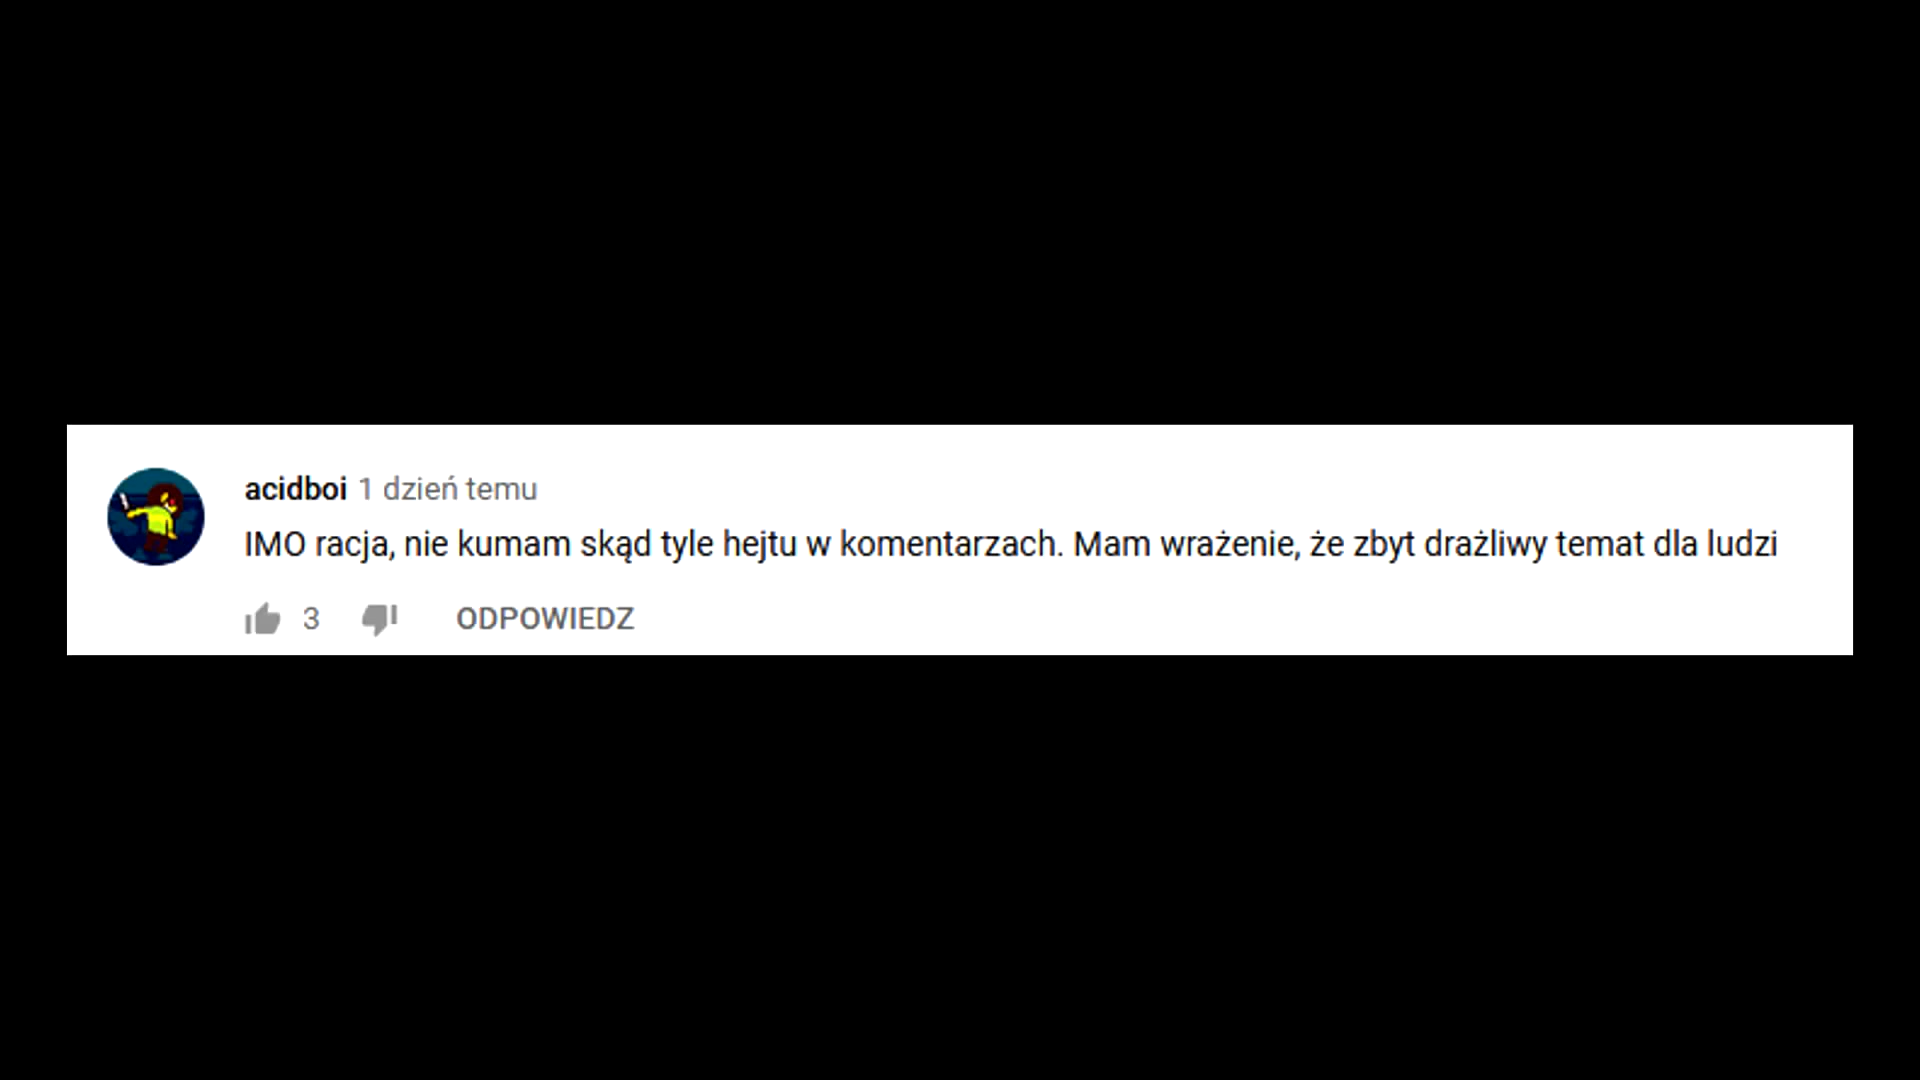 acidboi 1 dzień temu
IMO racja, nie kumam skąd tyle hejtu w komentarzach. Mam wrażenie, że zbyt drażliwy temat dla ludzi
3 ODPOWIEDZ